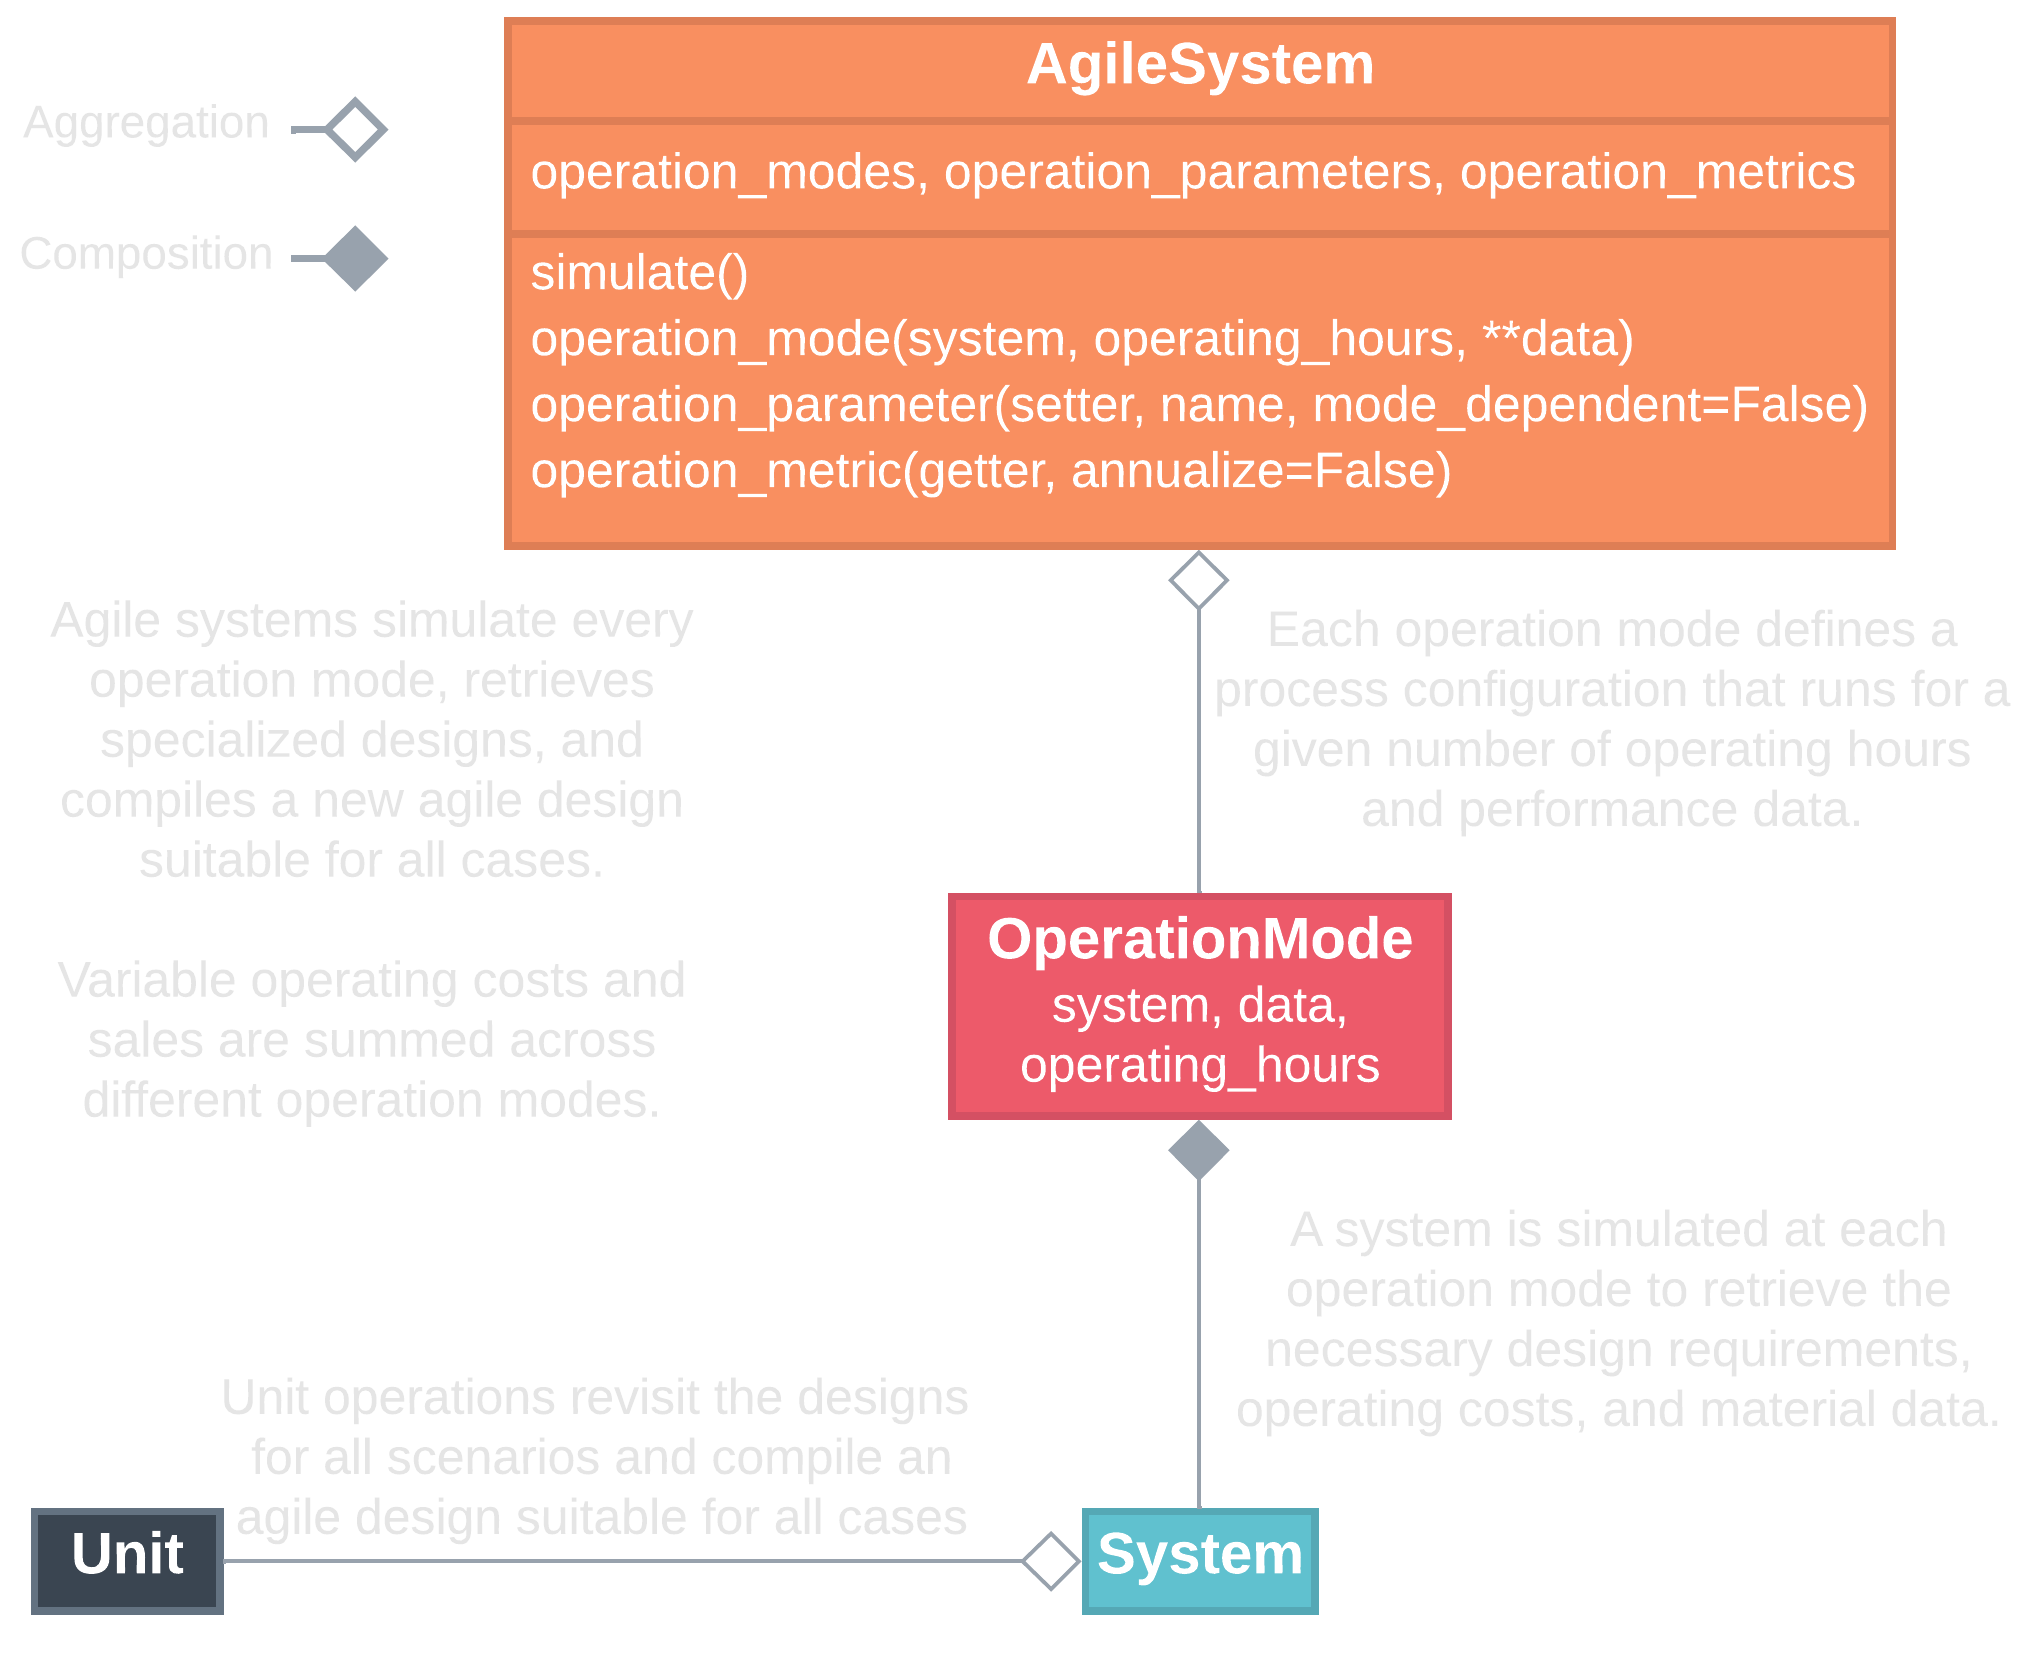 AgileSystem
Aggregation
operation_modes, operation_parameters, operation_metrics
Composition
simulate()
operation_mode(system, operating_hours, **data)
operation_parameter(setter, name, mode_dependent=False)
operation_metric(getter, annualize=False)
Agile systems simulate every
operation mode, retrieves
specialized designs, and
compiles a new agile design
suitable for all cases.
Variable operating costs and
sales are summed across
different operation modes.
Each operation mode defines a
process configuration that runs for a
given number of operating hours
and performance data.
OperationMode
system, data,
operating_hours
A system is simulated at each
operation mode to retrieve the
necessary design requirements,
operating costs, and material data.
Unit operations revisit the designs
for all scenarios and compile an
agile design suitable for all cases
Unit
System